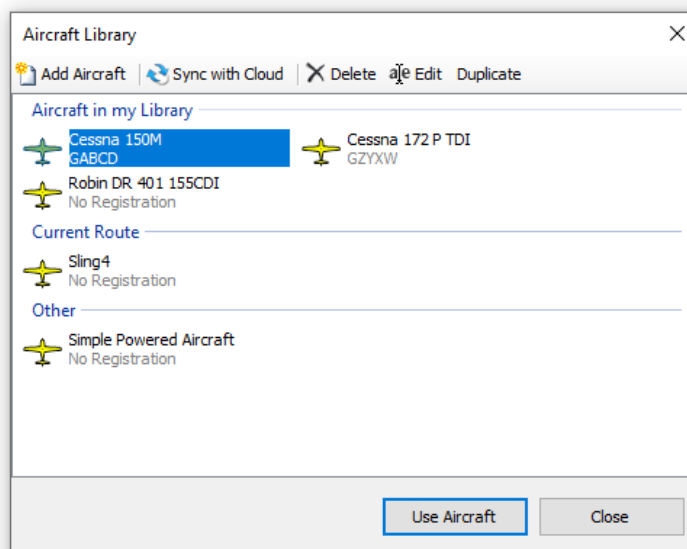 Aircraft Library
Add Aircraft Sync with Cloud Delete Edit Duplicate
Aircraft in my Library
Cessna 150M
GABCD
Cessna 172 P TDI
GZYXW
Robin DR 401 155CDI
No Registration
Current Route
Sling4
No Registration
Other
Simple Powered Aircraft
No Registration
Use Aircraft Close